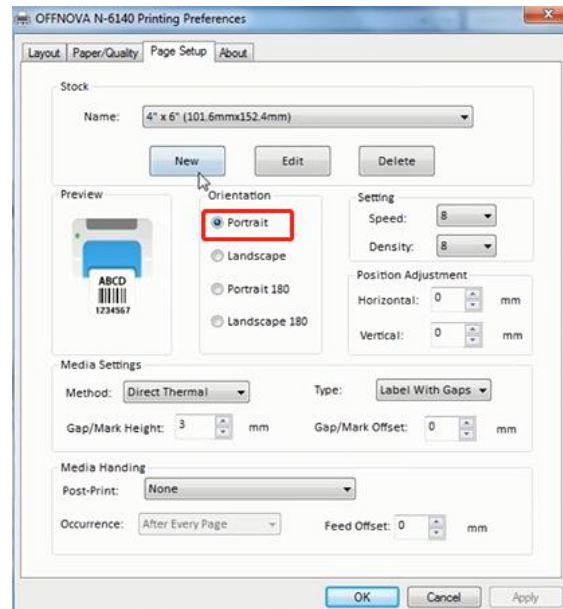 OFFNOVA N-6140 Printing Preferences
Layout Paper/Quality Page Setup About
Stock
Name: 4" x 6" (101.6mmx152.4mm)
New Edit Delete
Preview Orientation Setting
Portrait Speed: 8
Landscape Density: 8
Position Adjustment
ABCD Portrait 180 Horizontal: 0 mm
1234567 Landscape 180 Vertical: 0 mm
Media Settings
Method: Direct Thermal Type: Label With Gaps
Gap/Mark Height: 3 mm Gap/Mark Offset: 0 mm
Media Handing
Post-Print: None
Occurrence: After Every Page Feed Offset: 0 mm
OK Cancel Apply